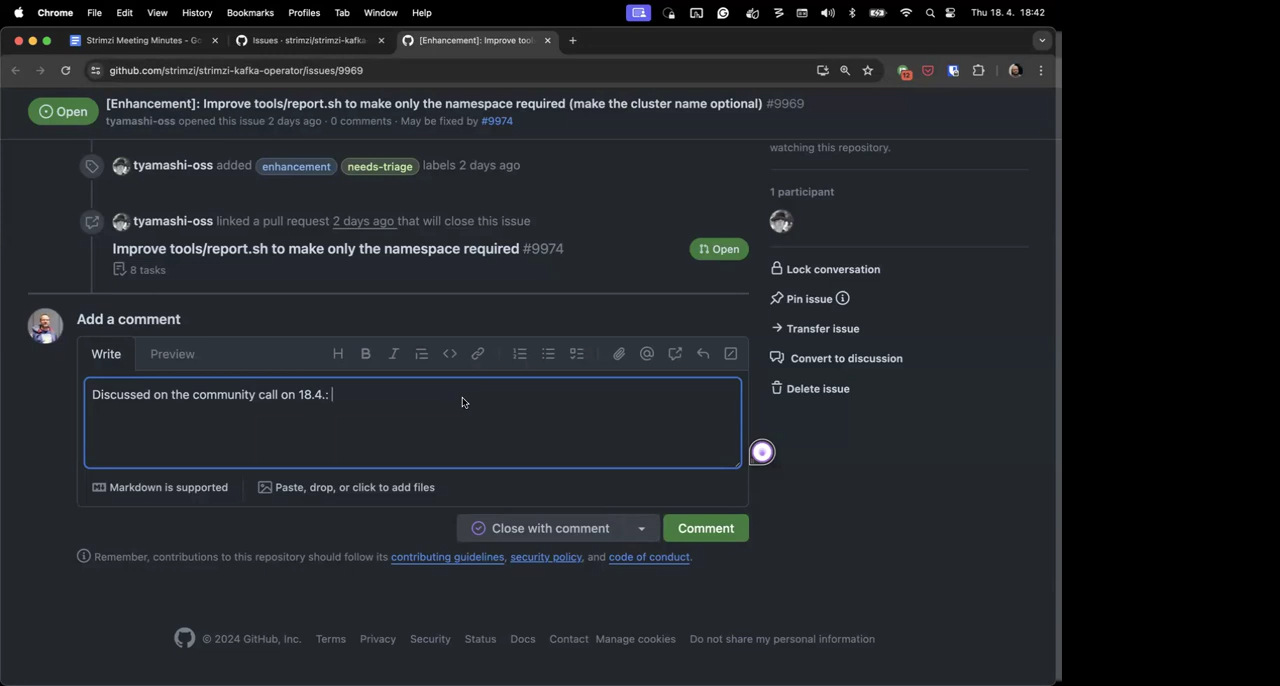 Chrome File Edit View History Bookmarks Profiles Tab Window Help Thu 18. 4. 18:42
Strimzi Meeting Minutes - Go Issues · strimzi/strimzi-kafka- [Enhancement]: Improve tool
github.com/strimzi/strimzi-kafka-operator/issues/9969
12
Open
[Enhancement]: Improve tools/report.sh to make only the namespace required (make the cluster name optional) #9969
tyamashi-oss opened this issue 2 days ago · 0 comments · May be fixed by #9974
tyamashi-oss added enhancement needs-triage labels 2 days ago
tyamashi-oss linked a pull request 2 days ago that will close this issue
Improve tools/report.sh to make only the namespace required #9974
Open
8 tasks
Add a comment
Write Preview
Discussed on the community call on 18.4.:
Markdown is supported Paste, drop, or click to add files
Close with comment Comment
Remember, contributions to this repository should follow its contributing guidelines, security policy, and code of conduct.
watching this repository.
1 participant
Lock conversation
Pin issue
Transfer issue
Convert to discussion
Delete issue
© 2024 GitHub, Inc. Terms Privacy Security Status Docs Contact Manage cookies Do not share my personal information